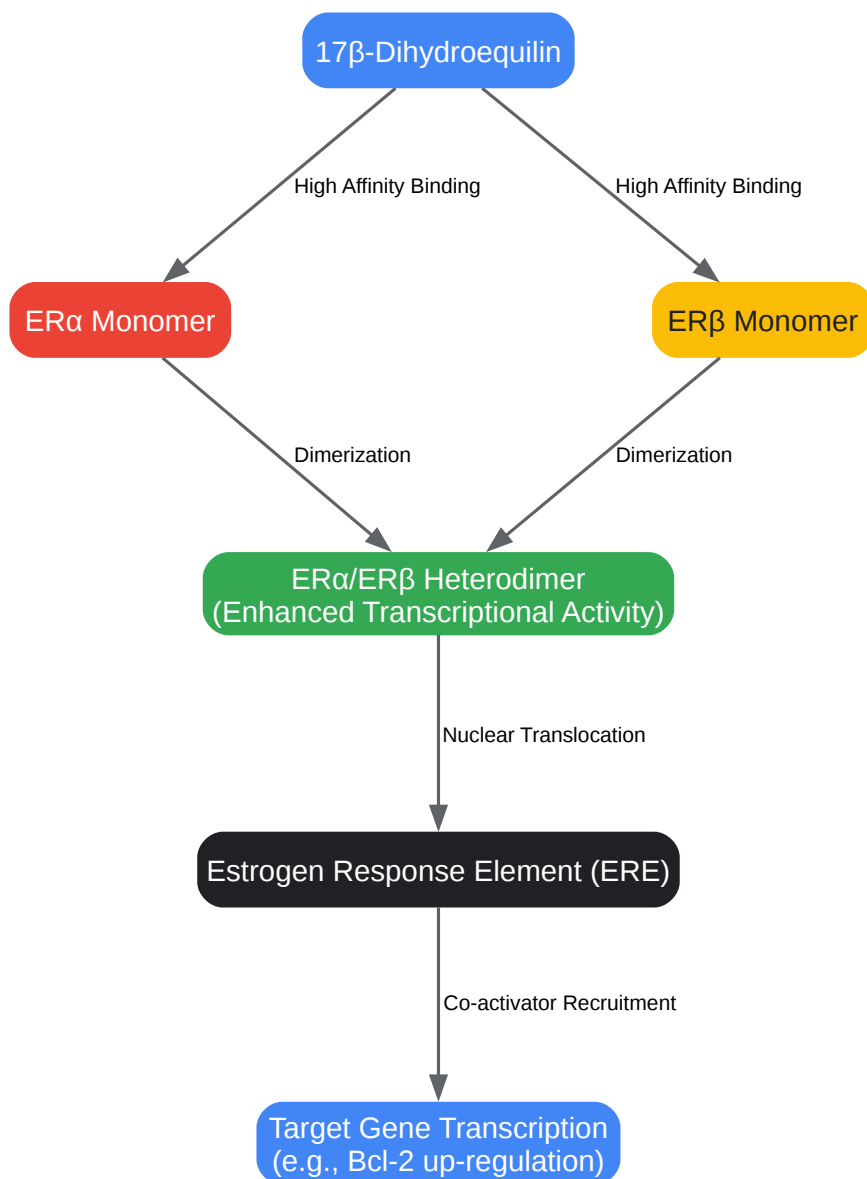 17β-Dihydroequilin
High Affinity Binding
High Affinity Binding
ERα Monomer
ERβ Monomer
Dimerization
Dimerization
ERα/ERβ Heterodimer
(Enhanced Transcriptional Activity)
Nuclear Translocation
Estrogen Response Element (ERE)
Co-activator Recruitment
Target Gene Transcription
(e.g., Bcl-2 up-regulation)